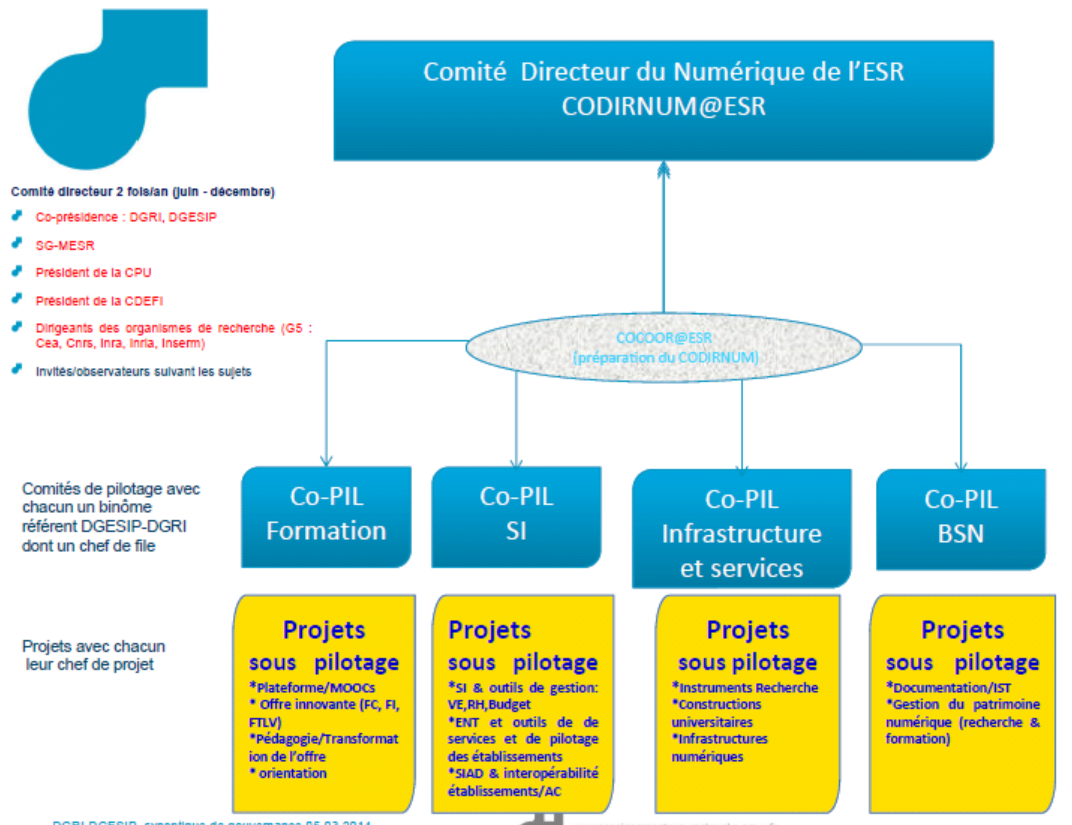 Comité Directeur du Numérique de l'ESR
CODIRNUM@ESR
Comité directeur 2 fois/an (juin - décembre)
Co-présidence : DGRI, DGESIP
SG-MESR
Président de la CPU
Président de la CDEFI
Dirigeants des organismes de recherche (G5 :
Cea, Cnrs, Inra, Inria, Inserm)
Invités/observateurs suivant les sujets
COCOOR@ESR
(préparation du CODIRNUM)
Comités de pilotage avec
chacun un binôme
référent DGESIP-DGRI
dont un chef de file
Co-PIL
Formation
Co-PIL
SI
Co-PIL
Infrastructure
et services
Co-PIL
BSN
Projets avec chacun
leur chef de projet
Projets
sous pilotage
*Plateforme/MOOCs
* Offre innovante (FC, FI,
FTLV)
*Pédagogie/Transformat
ion de l'offre
* orientation
Projets
sous pilotage
*SI & outils de gestion:
VE,RH,Budget
*ENT et outils de de
services et de pilotage
des établissements
*SIAD & interopérabilité
établissements/AC
Projets
sous pilotage
*Instruments Recherche
*Constructions
universitaires
*Infrastructures
numériques
Projets
sous pilotage
*Documentation/IST
*Gestion du patrimoine
numérique (recherche &
formation)
DGRI-DGESIP synoptique de gouvernance